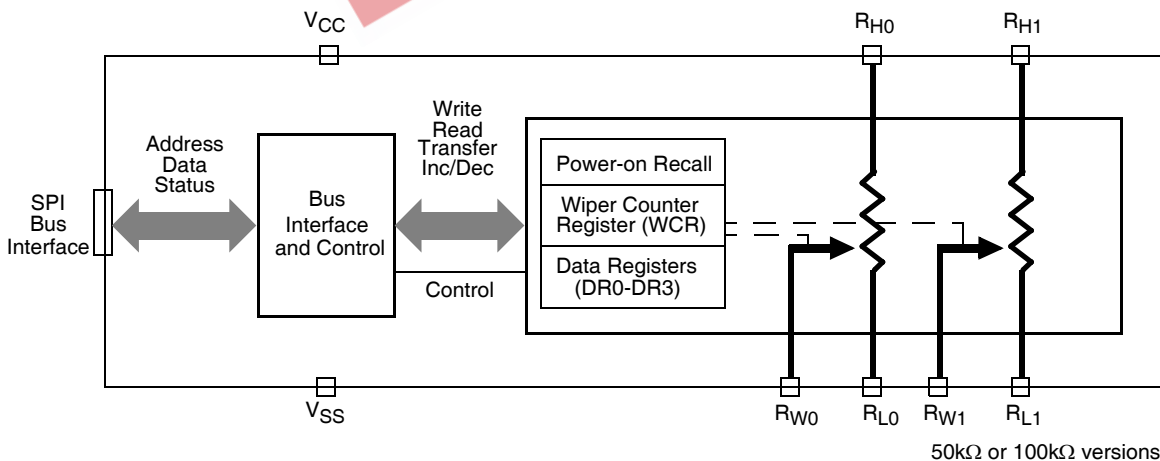 VCC
RH0
RH1
Address
Data
Status
Write
Read
Transfer
Inc/Dec
SPI
Bus
Interface
Bus
Interface
and Control
Power-on Recall
Wiper Counter
Register (WCR)
Data Registers
(DR0-DR3)
Control
VSS
RW0
RL0
RW1
RL1
50kΩ or 100kΩ versions